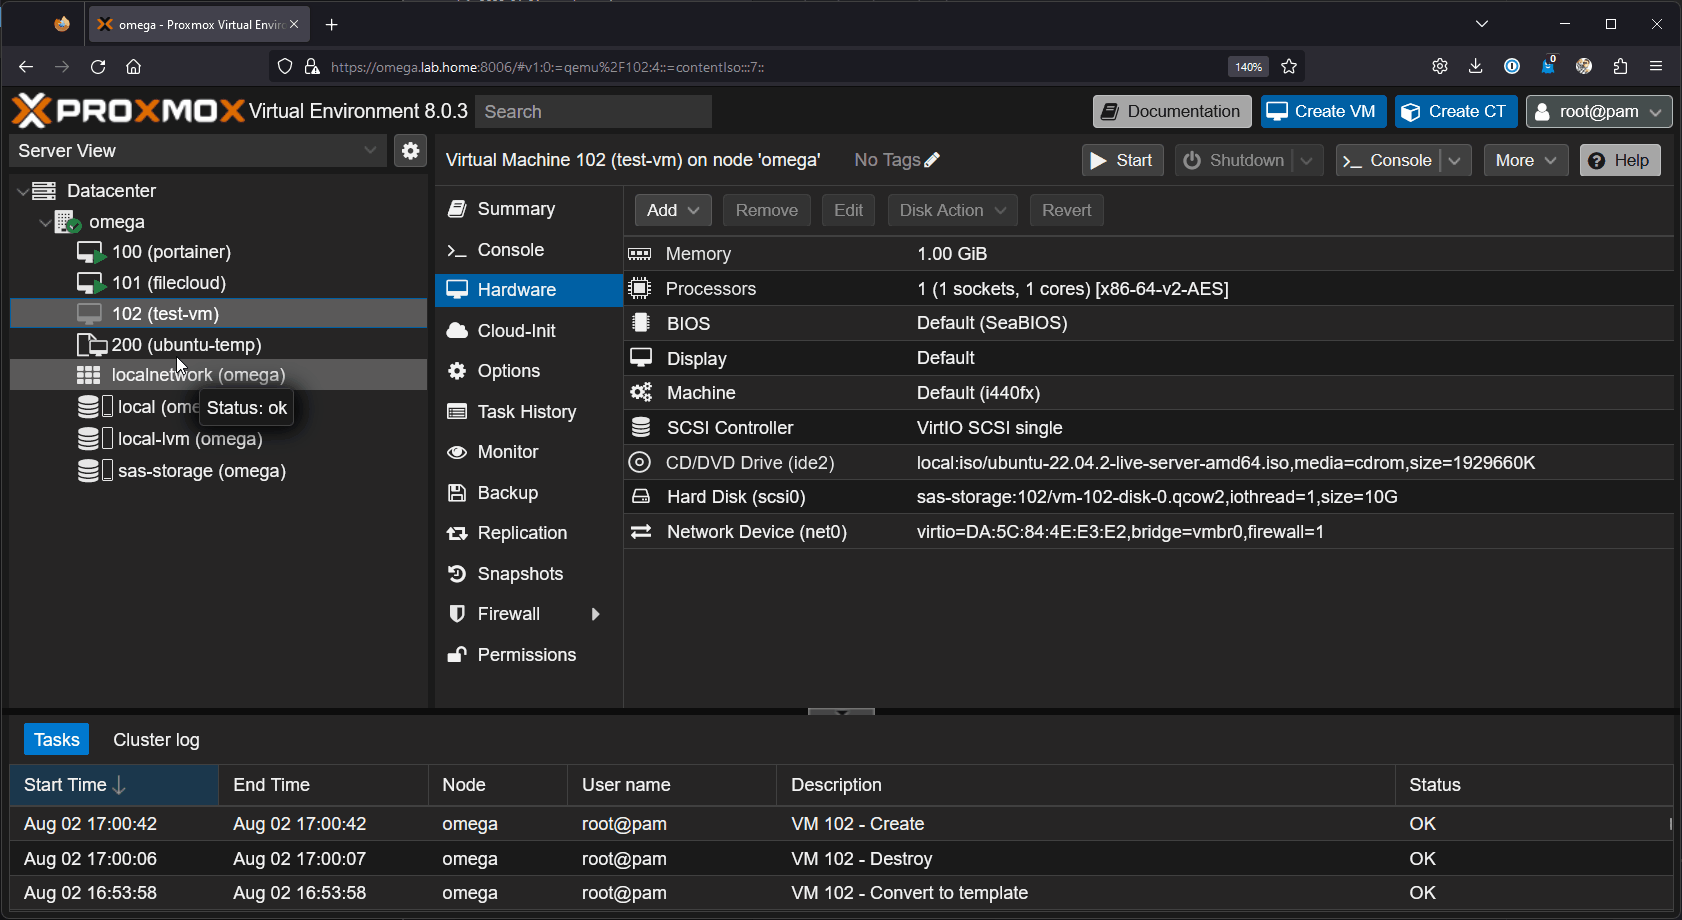 omega - Proxmox Virtual Enviro
https://omega.lab.home:8006/#v1:0:=qemu%2F102:4::=contentIso:::7::
140%
0
PROXMOX Virtual Environment 8.0.3 Search
Documentation Create VM Create CT root@pam
Server View
Virtual Machine 102 (test-vm) on node 'omega' No Tags Start Shutdown Console More Help
Datacenter
omega
100 (portainer)
101 (filecloud)
102 (test-vm)
200 (ubuntu-temp)
localnetwork (omega)
local (ome
Status: ok
local-lvm (omega)
sas-storage (omega)
Summary
Console
Hardware
Cloud-Init
Options
Task History
Monitor
Backup
Replication
Snapshots
Firewall
Permissions
Add Remove Edit Disk Action Revert
Memory 1.00 GiB
Processors 1 (1 sockets, 1 cores) [x86-64-v2-AES]
BIOS Default (SeaBIOS)
Display Default
Machine Default (i440fx)
SCSI Controller VirtIO SCSI single
CD/DVD Drive (ide2) local:iso/ubuntu-22.04.2-live-server-amd64.iso,media=cdrom,size=1929660K
Hard Disk (scsi0) sas-storage:102/vm-102-disk-0.qcow2,iothread=1,size=10G
Network Device (net0) virtio=DA:5C:84:4E:E3:E2,bridge=vmbr0,firewall=1
Tasks Cluster log
Start Time End Time Node User name Description Status
Aug 02 17:00:42 Aug 02 17:00:42 omega root@pam VM 102 - Create OK
Aug 02 17:00:06 Aug 02 17:00:07 omega root@pam VM 102 - Destroy OK
Aug 02 16:53:58 Aug 02 16:53:58 omega root@pam VM 102 - Convert to template OK